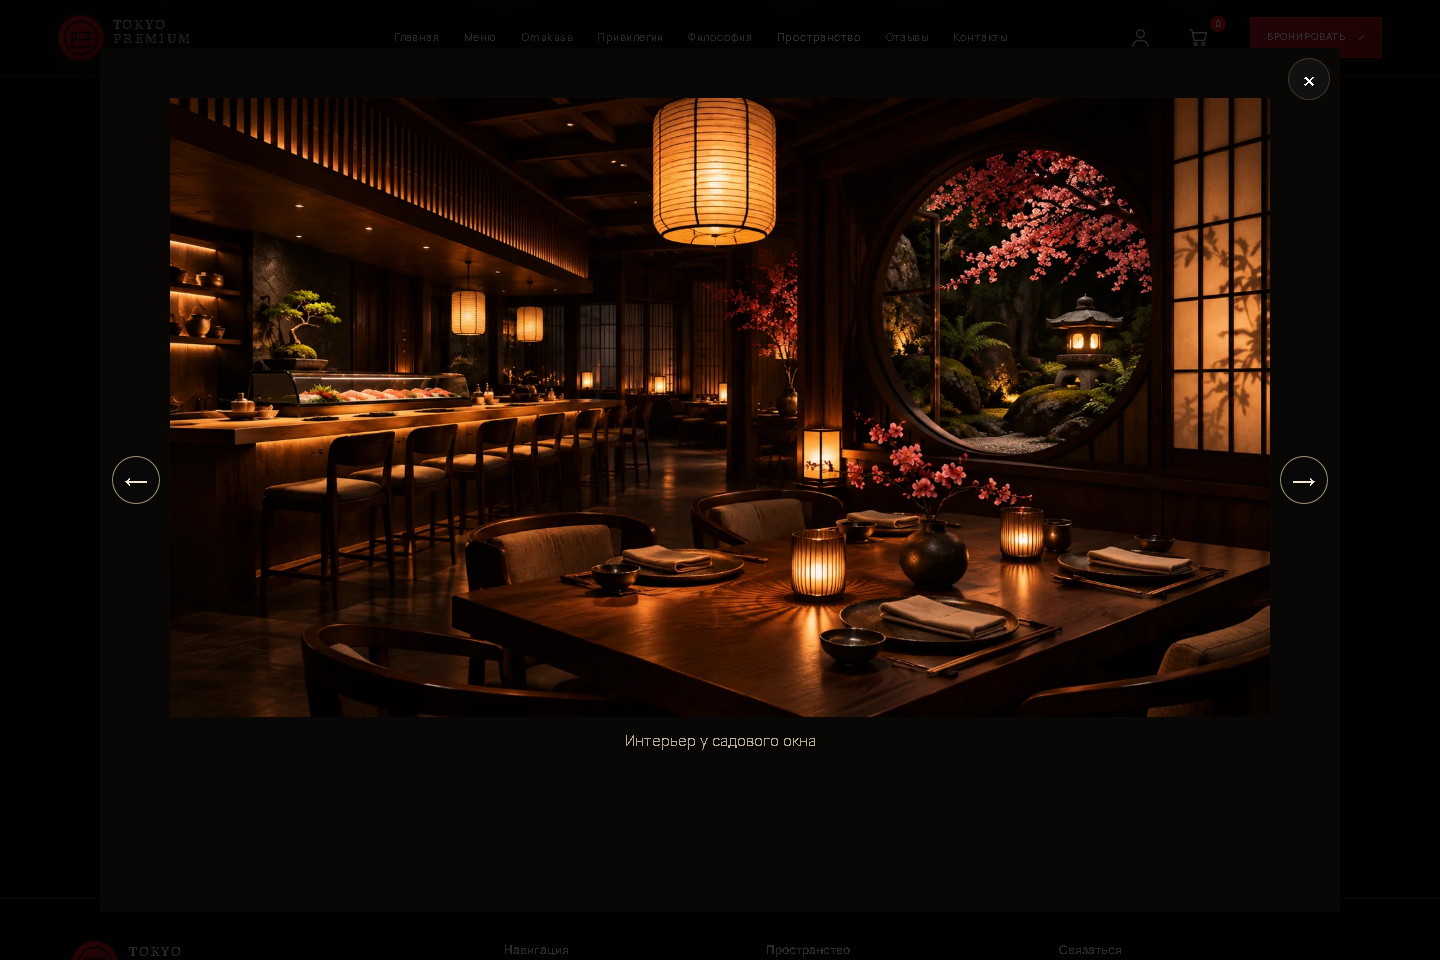 TOKYO
PREMIUM
Главная Меню Omakase Привилегии Философия Пространство Отзывы Контакты
0
БРОНИРОВАТЬ
Интерьер у садового окна
TOKYO
Навигация Пространство Связаться